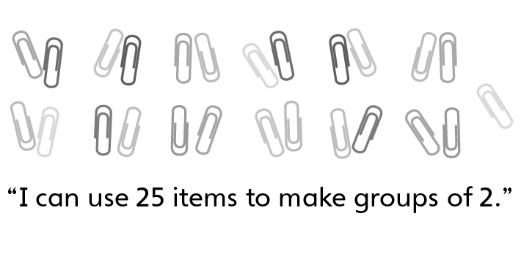 “I can use 25 items to make groups of 2.”